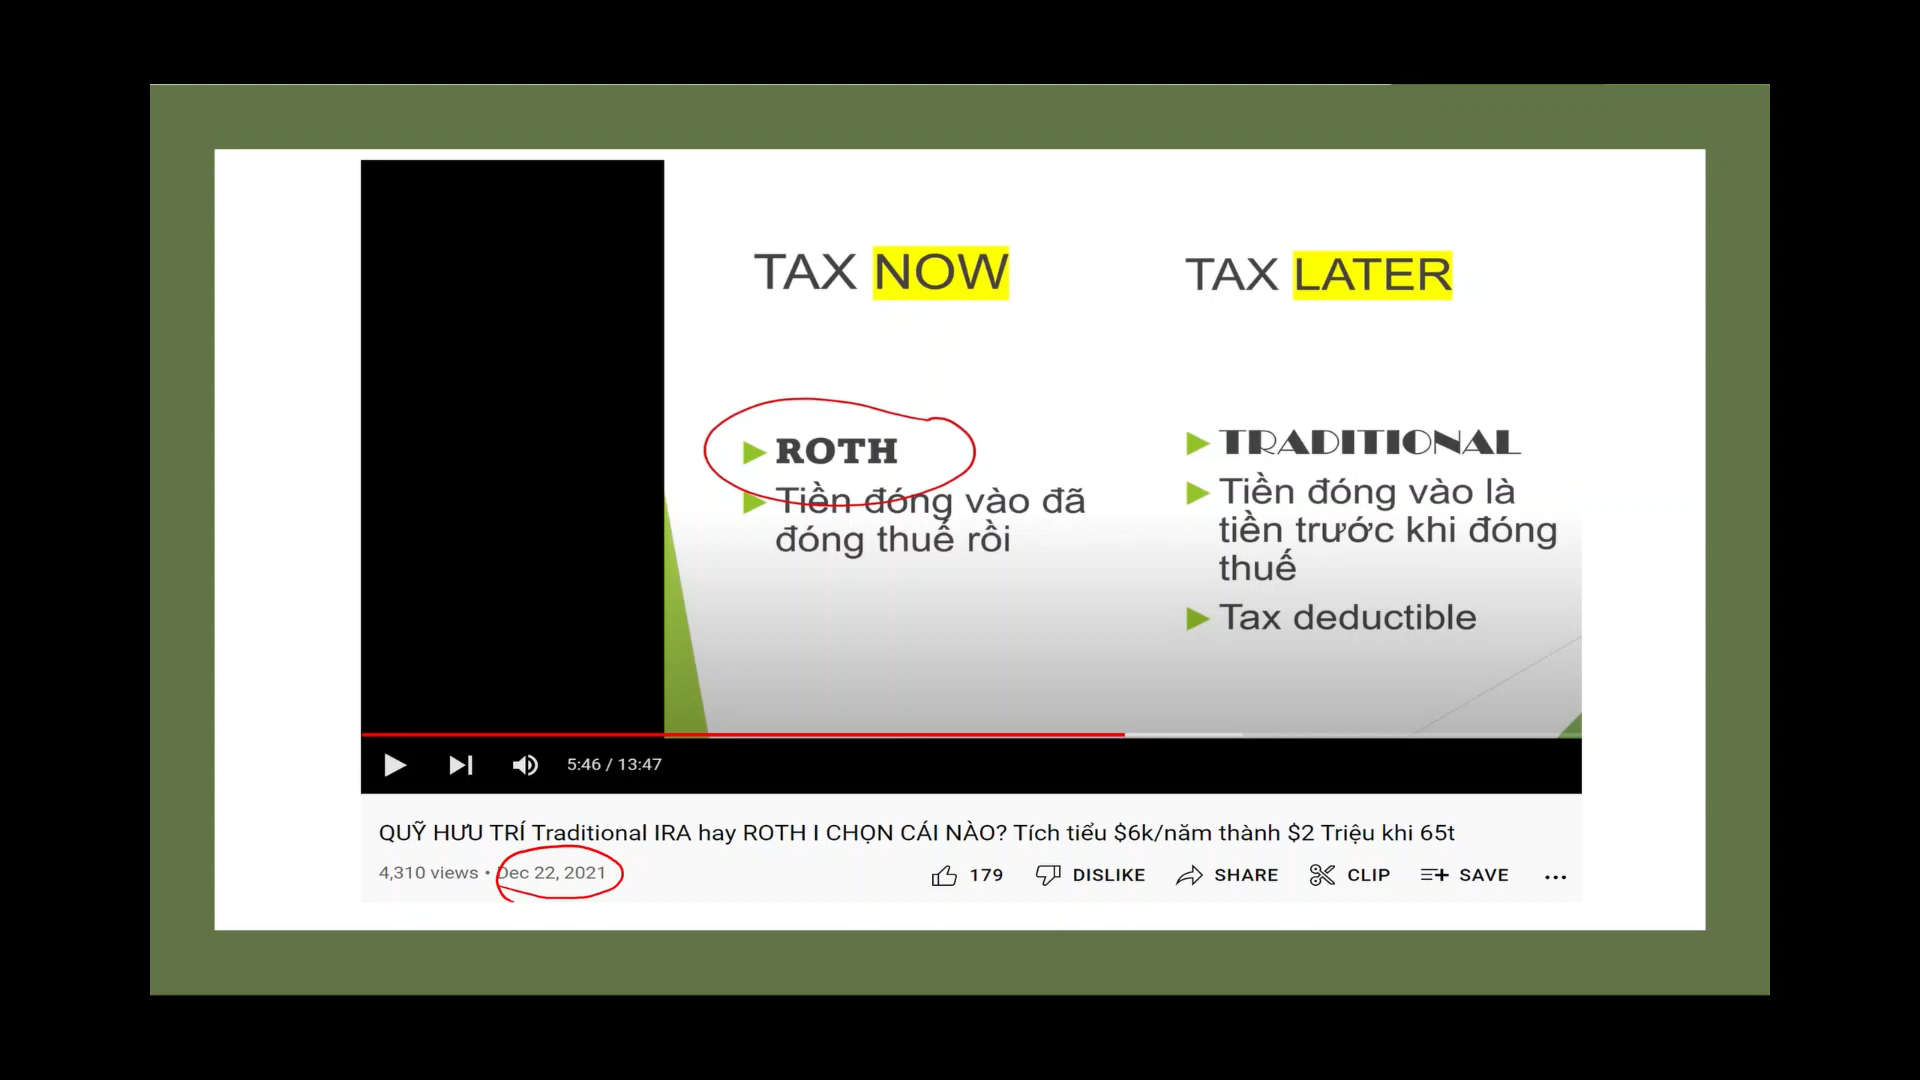 TAX NOW
TAX LATER
ROTH
Tiền đóng vào đã
đóng thuế rồi
TRADITIONAL
Tiền đóng vào là
tiền trước khi đóng
thuế
Tax deductible
5:46 / 13:47
QUỸ HƯU TRÍ Traditional IRA hay ROTH I CHỌN CÁI NÀO? Tích tiểu $6k/năm thành $2 Triệu khi 65t
4,310 views • Dec 22, 2021
179 DISLIKE SHARE CLIP SAVE ...